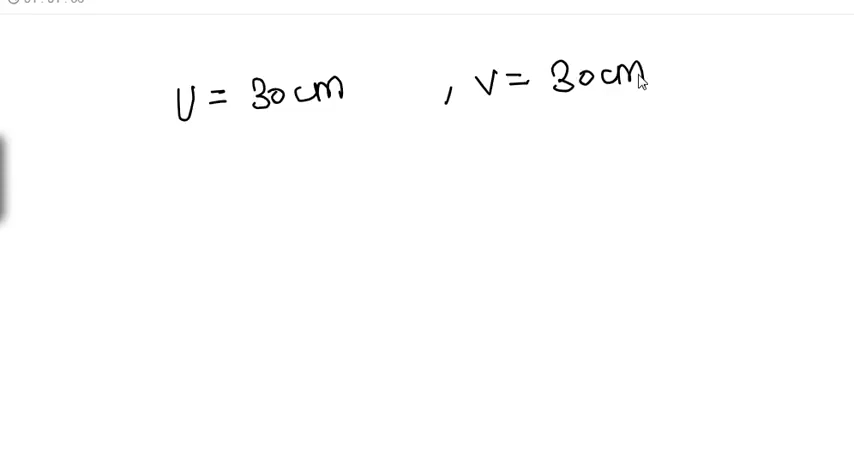 U = 30cm , V = 30cm